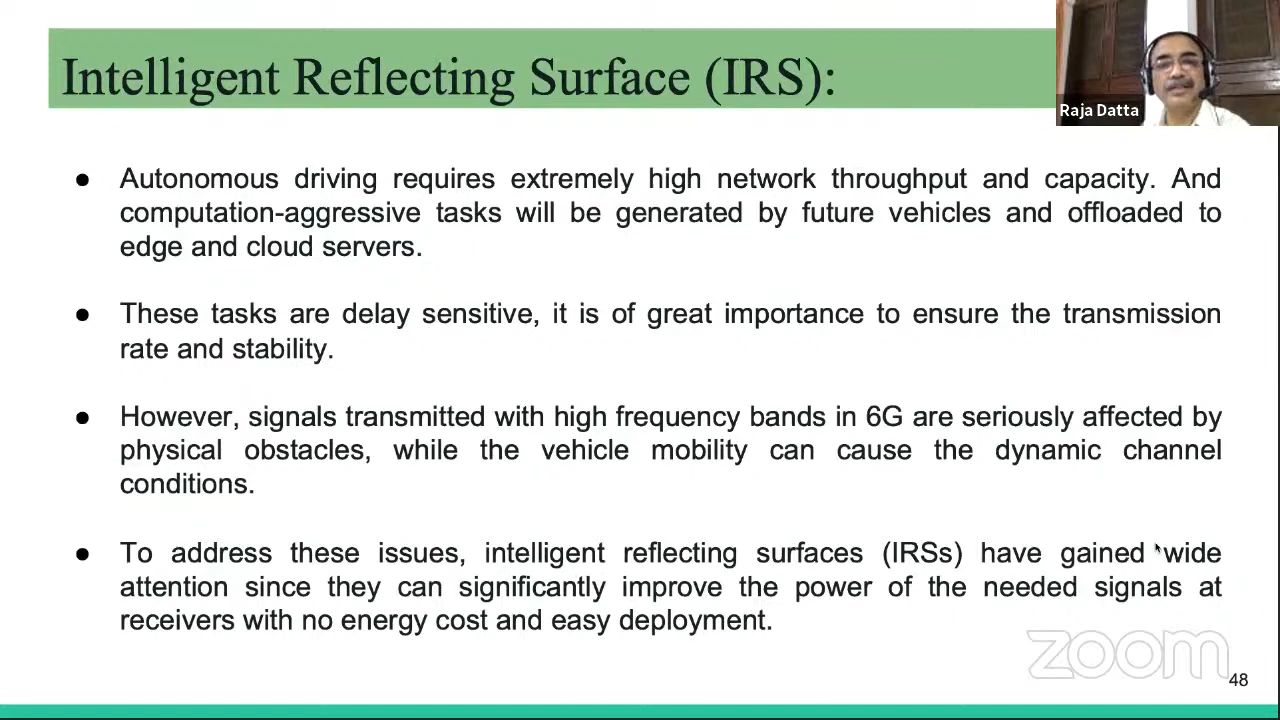 Intelligent Reflecting Surface (IRS):
Raja Datta
● Autonomous driving requires extremely high network throughput and capacity. And
computation-aggressive tasks will be generated by future vehicles and offloaded to
edge and cloud servers.
● These tasks are delay sensitive, it is of great importance to ensure the transmission
rate and stability.
● However, signals transmitted with high frequency bands in 6G are seriously affected by
physical obstacles, while the vehicle mobility can cause the dynamic channel
conditions.
● To address these issues, intelligent reflecting surfaces (IRSs) have gained wide
attention since they can significantly improve the power of the needed signals at
receivers with no energy cost and easy deployment.
zoom
48